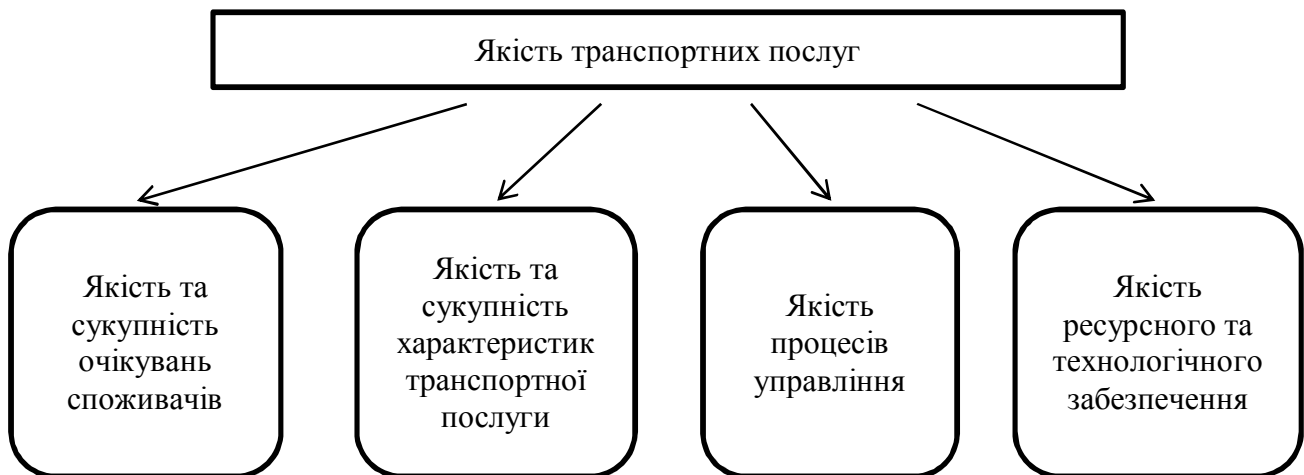 Якість транспортних послуг
Якість та
сукупність
очікувань
споживачів
Якість та
сукупність
характеристик
транспортної
послуги
Якість
процесів
управління
Якість
ресурсного та
технологічного
забезпечення